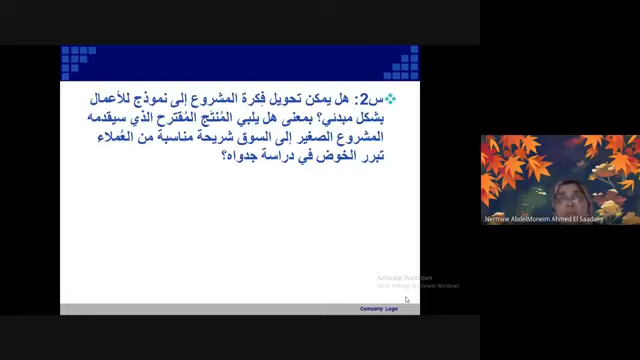 س2: هل يمكن تحويل فِكرة المشروع إلى نموذج للأعمال
بشكل مبدئي؟ بمعنى هل يلبي المُنتَج المُقترح الذي سيقدمه
المشروع الصغير إلى السوق شريحة مناسبة من العُملاء
تبرر الخوض في دراسة جدواه؟
Nermine AbdelMoneim Ahmed El Saadany
Activate Windows
Go to Settings to activate Windows.
Company Logo